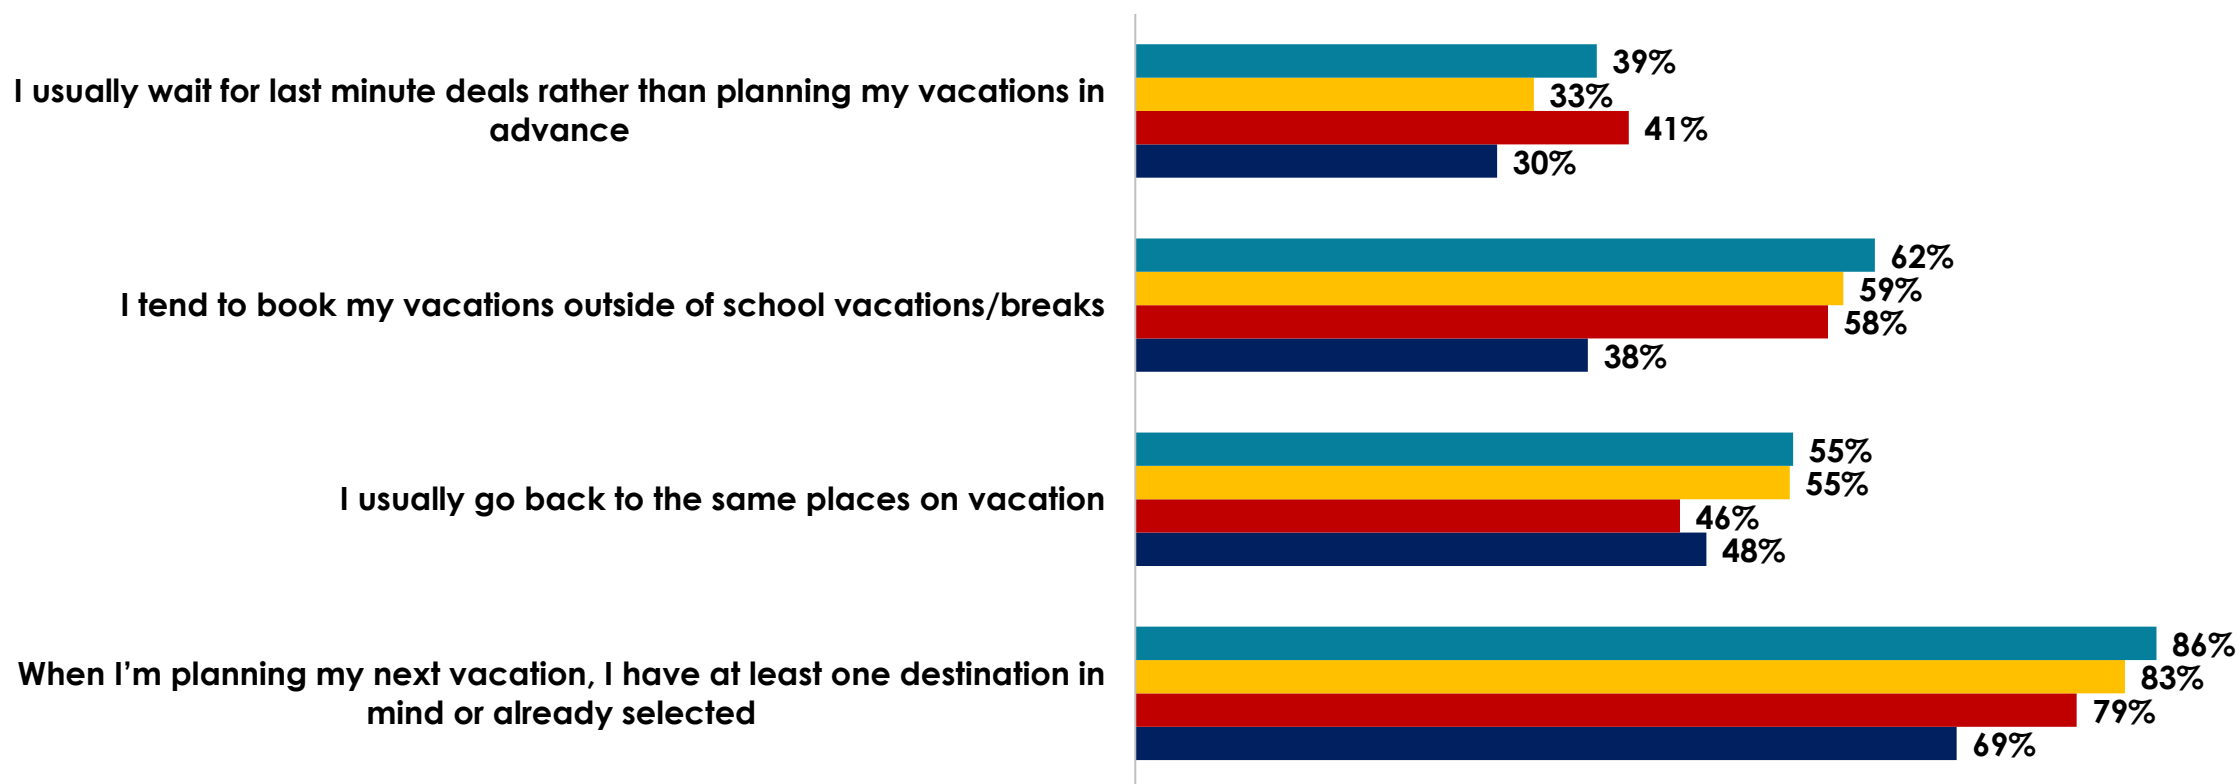 I usually wait for last minute deals rather than planning my vacations in
advance
39%
33%
41%
30%
I tend to book my vacations outside of school vacations/breaks
62%
59%
58%
38%
I usually go back to the same places on vacation
55%
55%
46%
48%
When I’m planning my next vacation, I have at least one destination in
mind or already selected
86%
83%
79%
69%